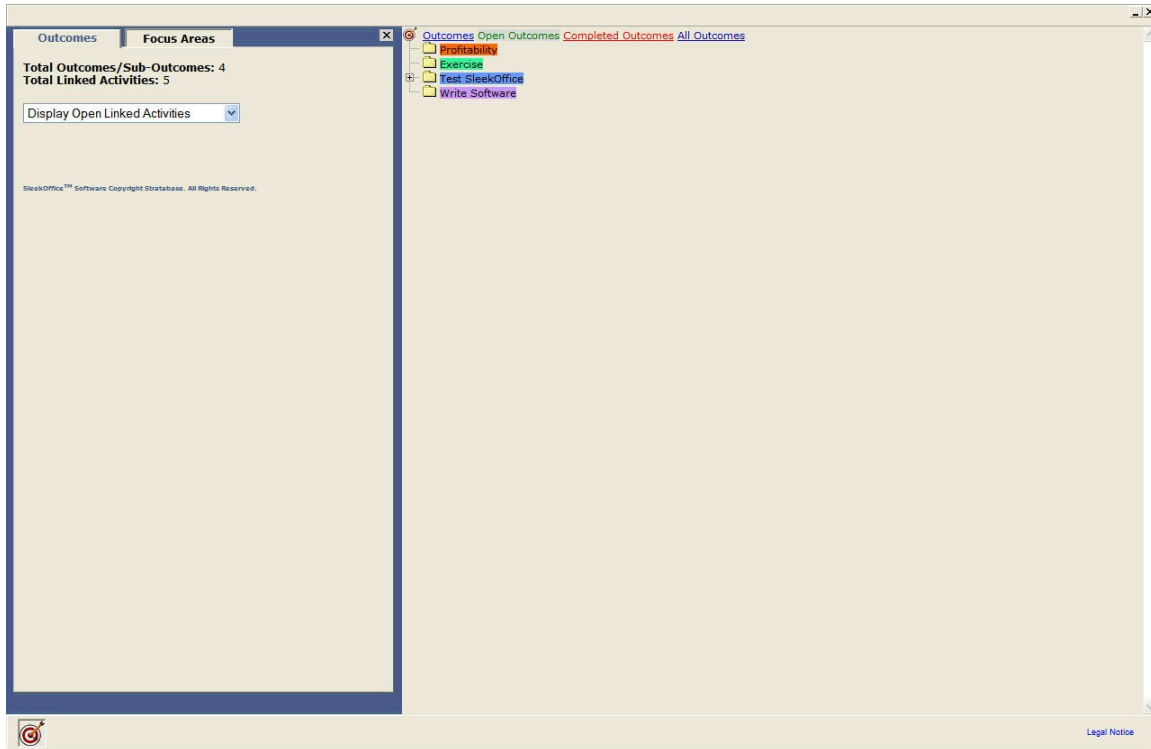 Outcomes
Focus Areas
Total Outcomes/Sub-Outcomes: 4
Total Linked Activities: 5
Display Open Linked Activities
SleekOffice™ Software Copyright Stratabase. All Rights Reserved.
Outcomes Open Outcomes Completed Outcomes All Outcomes
Profitability
Exercise
Test SleekOffice
Write Software
Legal Notice